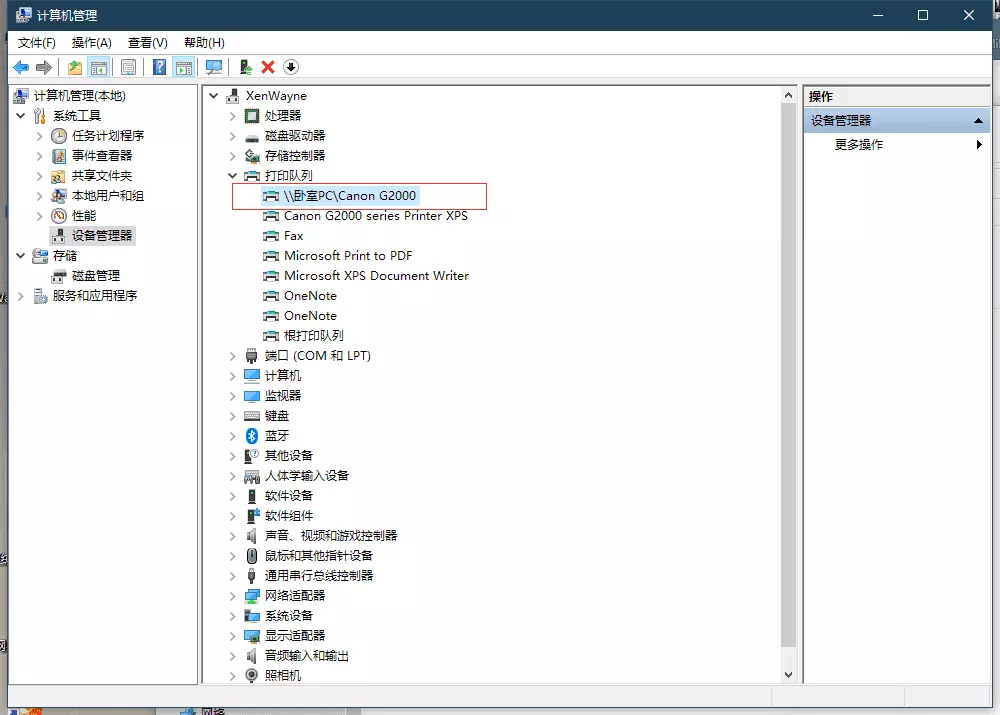 计算机管理
文件(F) 操作(A) 查看(V) 帮助(H)
计算机管理(本地)
系统工具
任务计划程序
事件查看器
共享文件夹
本地用户和组
性能
设备管理器
存储
磁盘管理
服务和应用程序
XenWayne
处理器
磁盘驱动器
存储控制器
打印队列
\\卧室PC\Canon G2000
Canon G2000 series Printer XPS
Fax
Microsoft Print to PDF
Microsoft XPS Document Writer
OneNote
OneNote
根打印队列
端口 (COM 和 LPT)
计算机
监视器
键盘
蓝牙
其他设备
人体学输入设备
软件设备
软件组件
声音、视频和游戏控制器
鼠标和其他指针设备
通用串行总线控制器
网络适配器
系统设备
显示适配器
音频输入和输出
照相机
操作
设备管理器
更多操作
网络